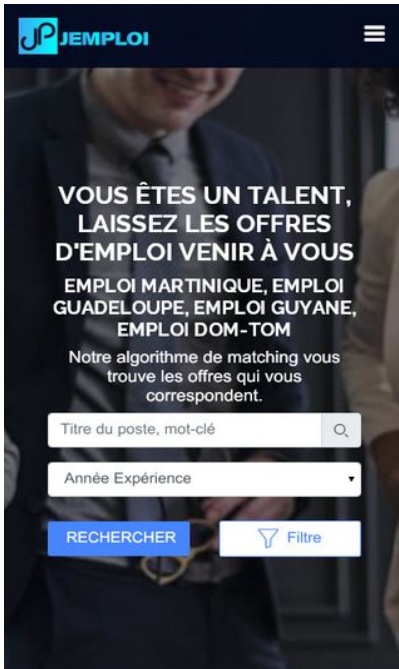 JP JEMPLOI
VOUS ÊTES UN TALENT,
LAISSEZ LES OFFRES
D'EMPLOI VENIR À VOUS
EMPLOI MARTINIQUE, EMPLOI
GUADELOUPE, EMPLOI GUYANE,
EMPLOI DOM-TOM
Notre algorithme de matching vous
trouve les offres qui vous
correspondent.
Titre du poste, mot-clé
Année Expérience
RECHERCHER
Filtre